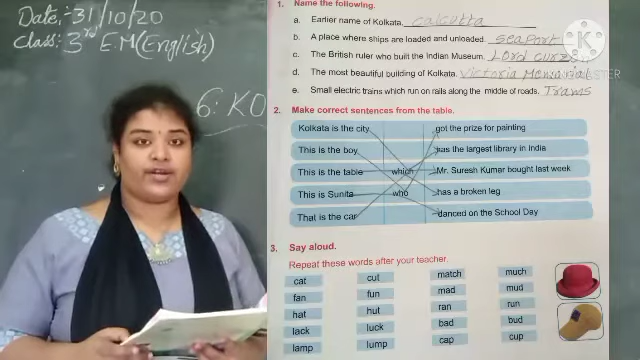 Date:- 31/10/20
Class: 3rd E.M (English)
6: KO
1. Name the following.
a. Earlier name of Kolkata. Calcutta
b. A place where ships are loaded and unloaded. seaport
c. The British ruler who built the Indian Museum. Lord Curz
d. The most beautiful building of Kolkata. Victoria Memorial
e. Small electric trains which run on rails along the middle of roads. Trams
KINEMASTER
2. Make correct sentences from the table.
Kolkata is the city got the prize for painting
This is the boy has the largest library in India
This is the table which Mr. Suresh Kumar bought last week
This is Sunita who has a broken leg
That is the car danced on the School Day
3. Say aloud.
Repeat these words after your teacher.
cat cut match much
fan fun mad mud
hat hut ran run
lack luck bad bud
lamp lump cap cup